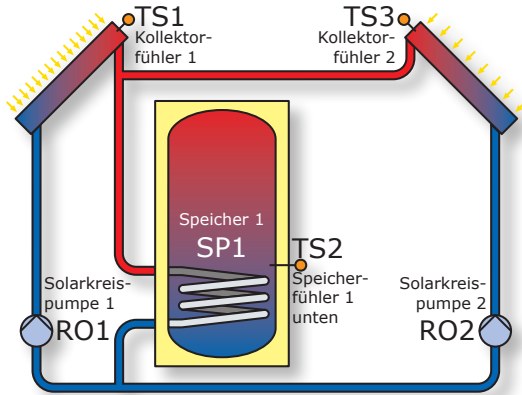 TS1
Kollektor-
fühler 1
TS3
Kollektor-
fühler 2
Speicher 1
SP1
TS2
Speicher-
fühler 1
unten
Solarkreis-
pumpe 1
RO1
Solarkreis-
pumpe 2
RO2